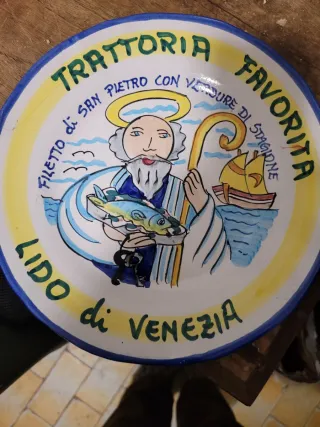 TRATTORIA FAVORITA
FILETTO di SAN PIETRO CON VERDURE DI STAGIONE
LIDO di VENEZIA